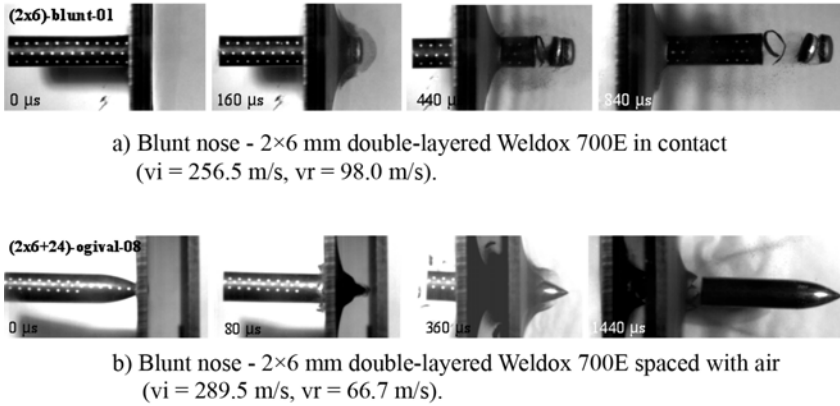 (2x6)-blunt-01
0 µs
160 µs
440 µs
840 µs
a) Blunt nose - 2×6 mm double-layered Weldox 700E in contact
(vi = 256.5 m/s, vr = 98.0 m/s).
(2x6+24)-ogival-08
0 µs
80 µs
360 µs
1440 µs
b) Blunt nose - 2×6 mm double-layered Weldox 700E spaced with air
(vi = 289.5 m/s, vr = 66.7 m/s).